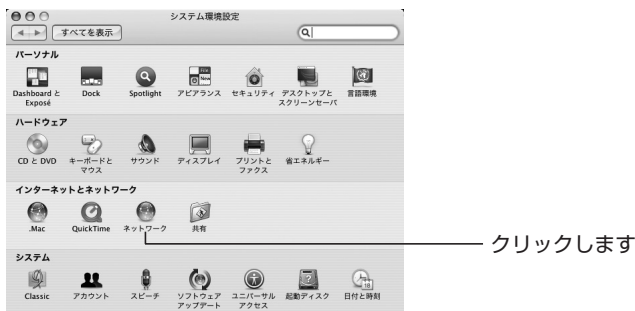 システム環境設定
すべてを表示
パーソナル
Dashboard と Exposé
Dock
Spotlight
アピアランス
セキュリティ
デスクトップと スクリーンセーバ
言語環境
ハードウェア
CD と DVD
キーボードと マウス
サウンド
ディスプレイ
プリントと ファクス
省エネルギー
インターネットとネットワーク
.Mac
QuickTime
ネットワーク
共有
クリックします
システム
Classic
アカウント
スピーチ
ソフトウェア アップデート
ユニバーサル アクセス
起動ディスク
日付と時刻